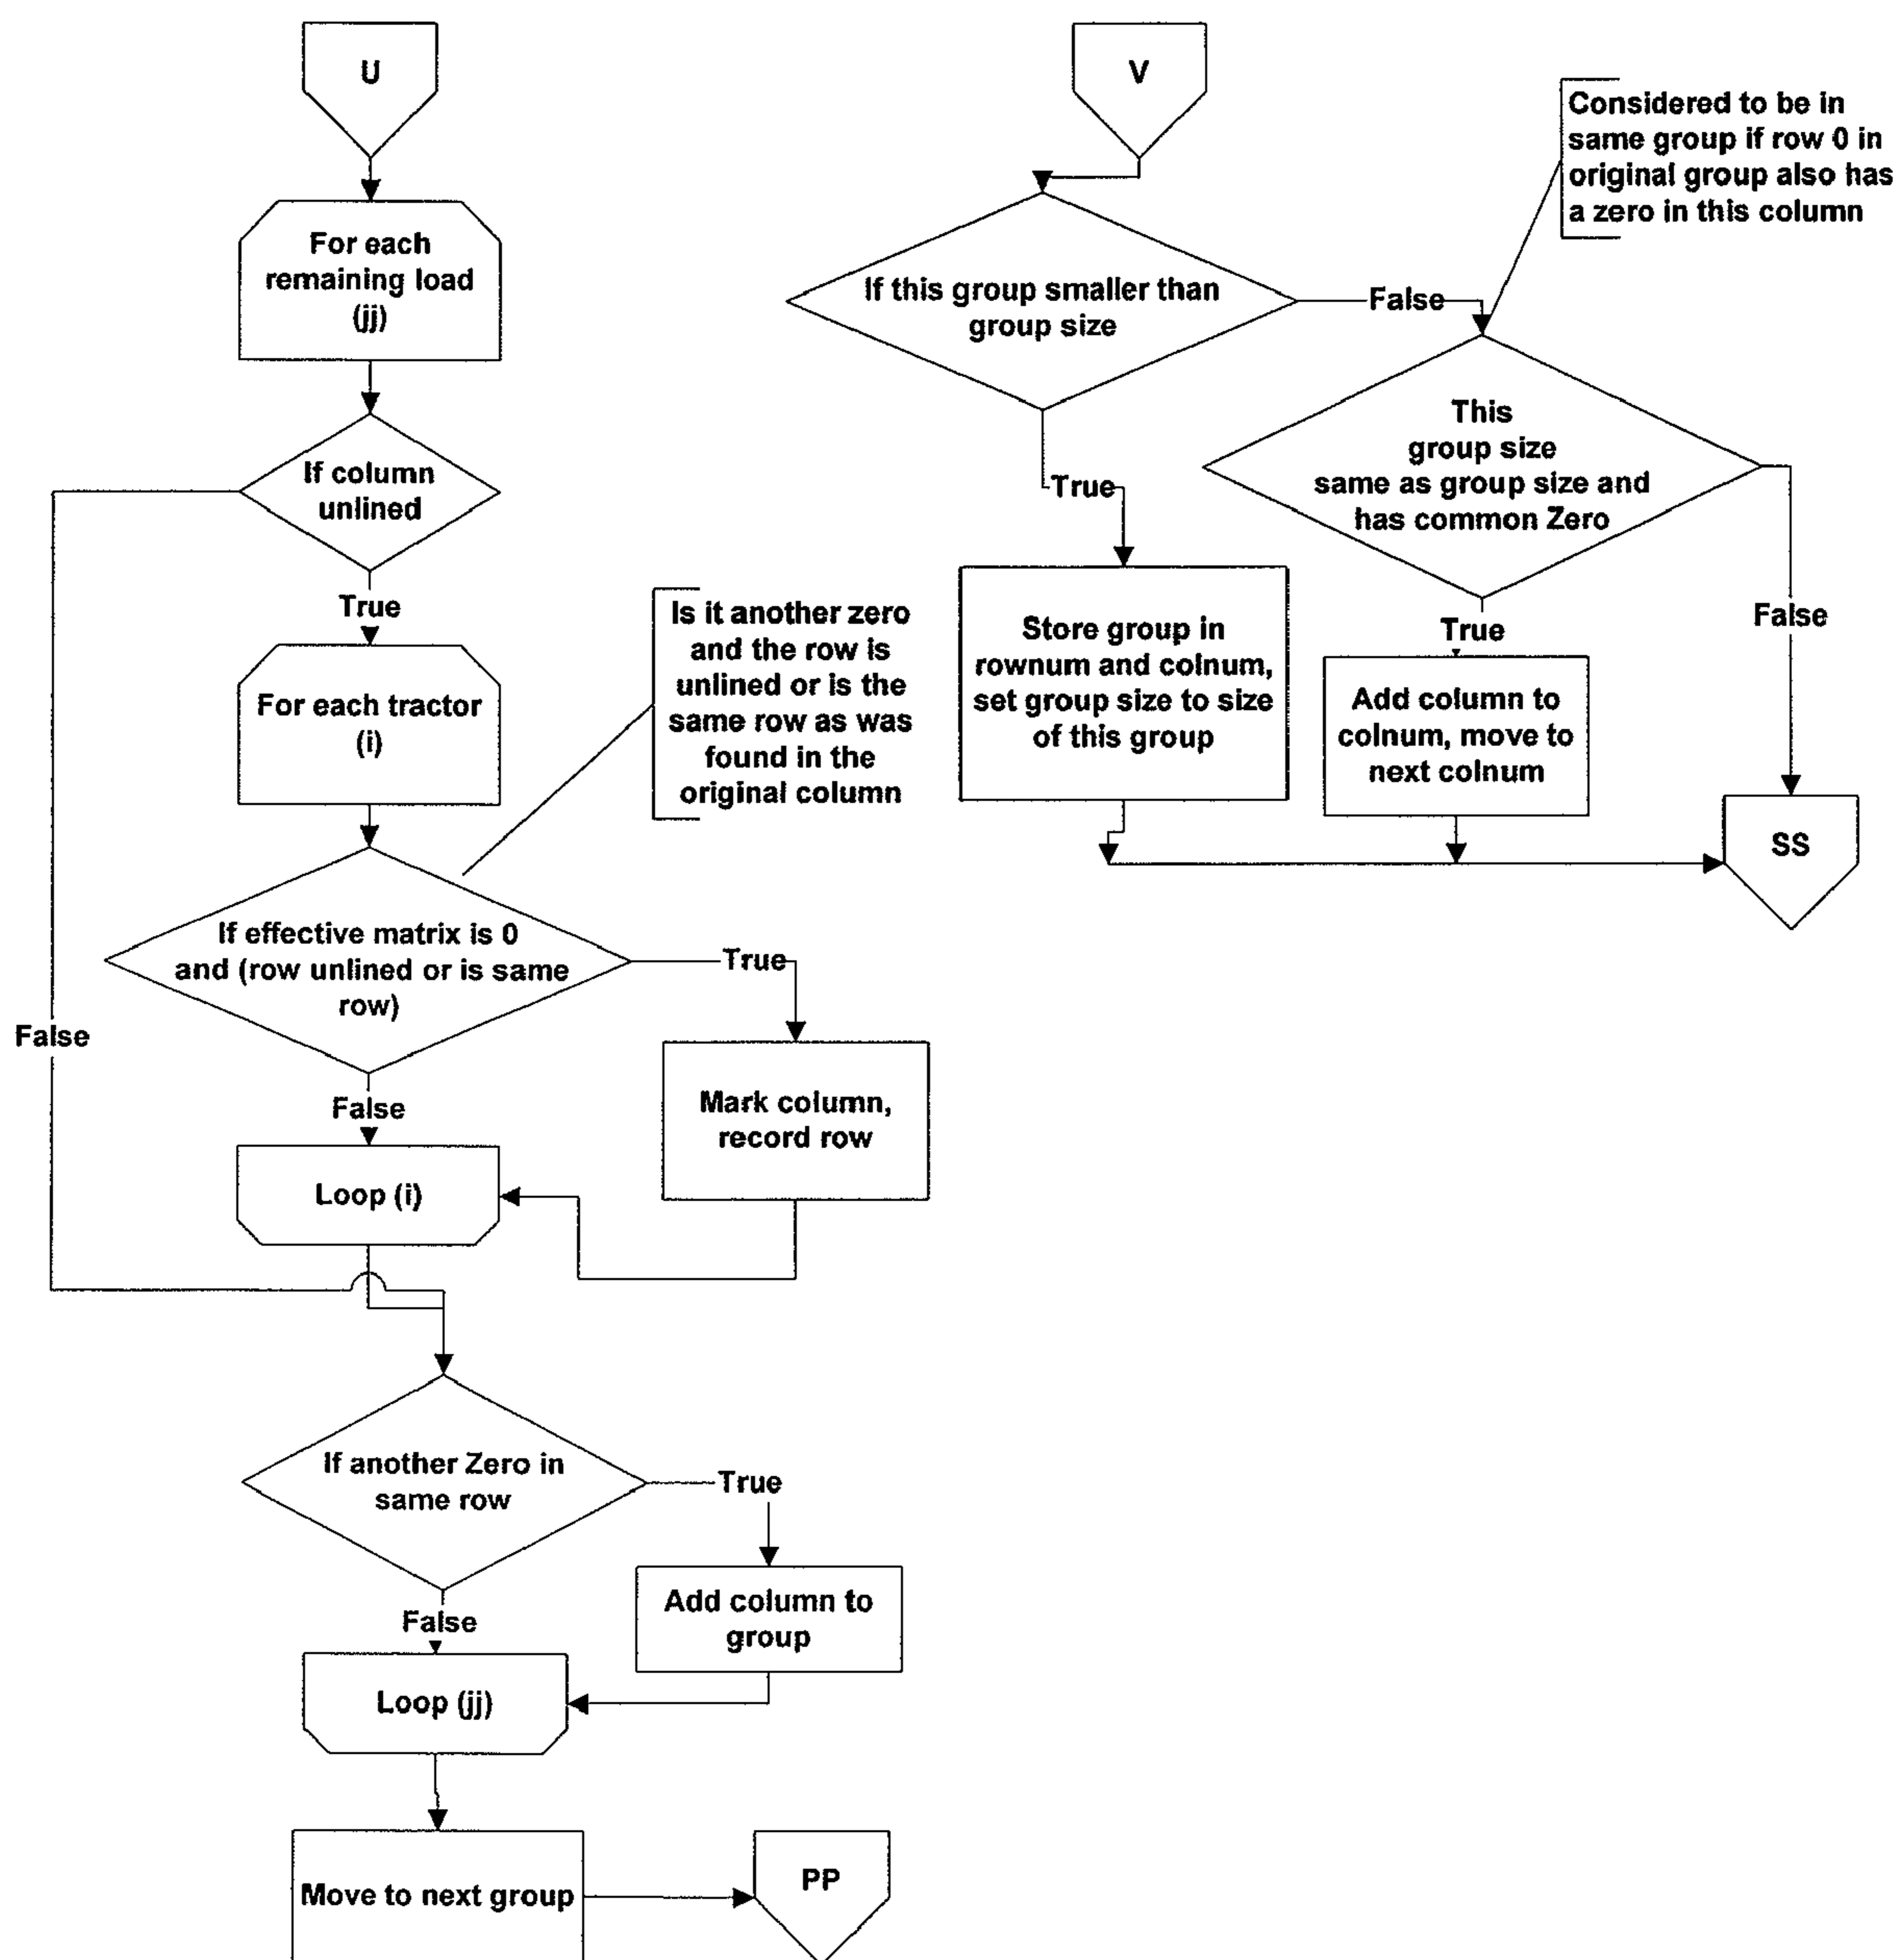 U
For each
remaining load
(jj)
If column
unlined
True
For each tractor
(i)
Is it another zero
and the row is
unlined or is the
same row as was
found in the
original column
If effective matrix is 0
and (row unlined or is same
row)
True
False
Mark column,
record row
Loop (i)
False
If another Zero in
same row
True
Add column to
group
False
Loop (jj)
Move to next group
PP
V
Considered to be in
same group if row 0 in
original group also has
a zero in this column
If this group smaller than
group size
False
True
This
group size
same as group size and
has common Zero
Store group in
rownum and colnum,
set group size to size
of this group
True
False
Add column to
colnum, move to
next colnum
SS